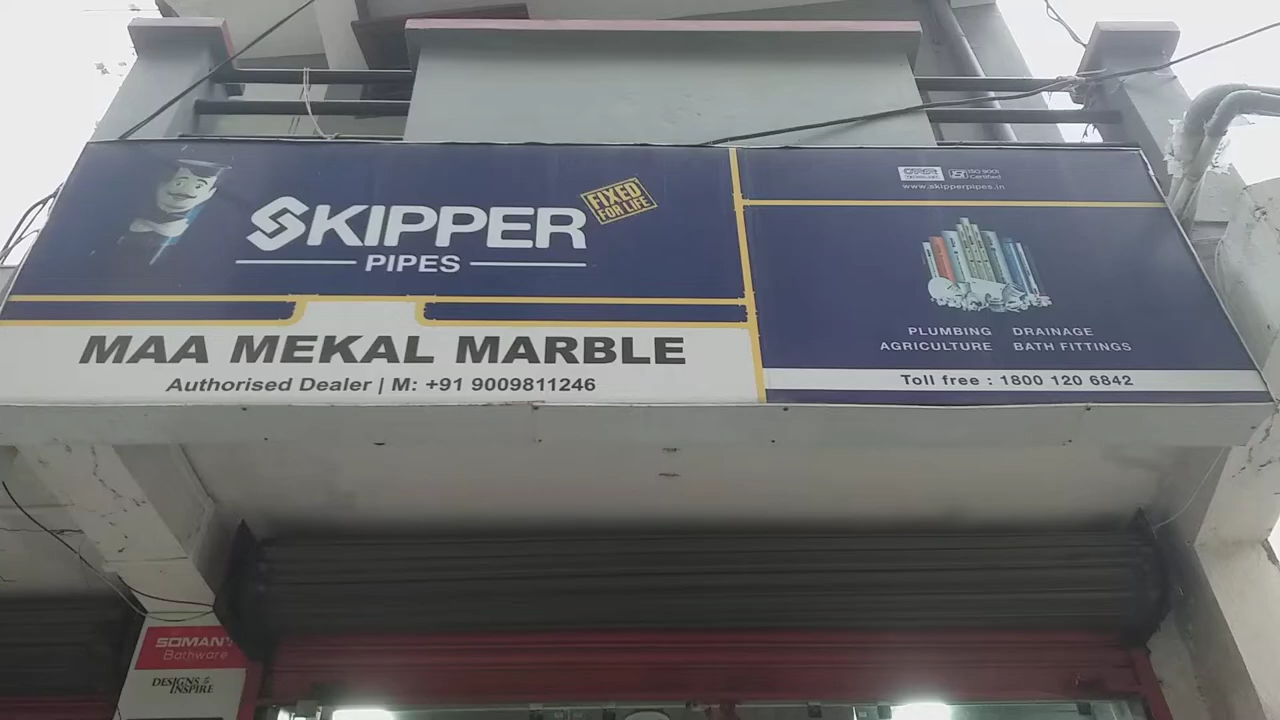 SKIPPER
PIPES
FIXED
FOR LIFE
MAA MEKAL MARBLE
Authorised Dealer | M: +91 9009811246
ISO 9001
Certified
www.skipperpipes.in
PLUMBING DRAINAGE
AGRICULTURE BATH FITTINGS
Toll free : 1800 120 6842
SOMANY
Bathware
DESIGNS to
INSPIRE